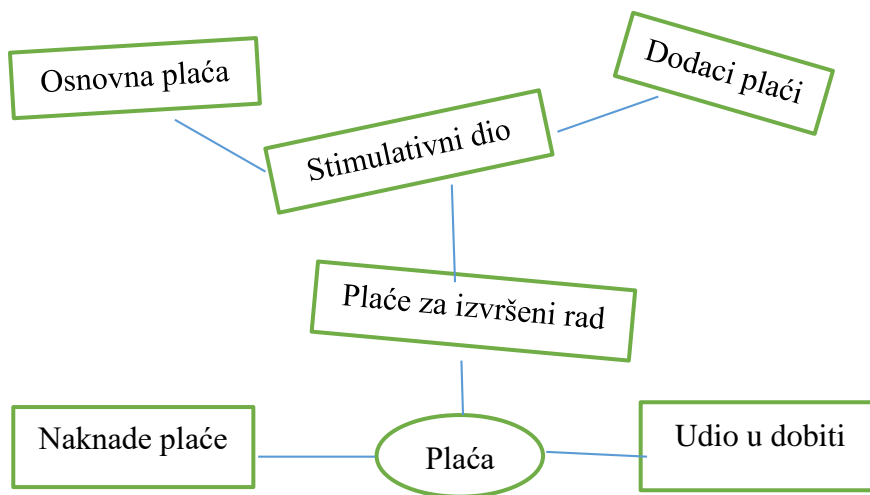 Osnovna plaća
Dodaci plaći
Stimulativni dio
Plaće za izvršeni rad
Naknade plaće
Plaća
Udio u dobiti